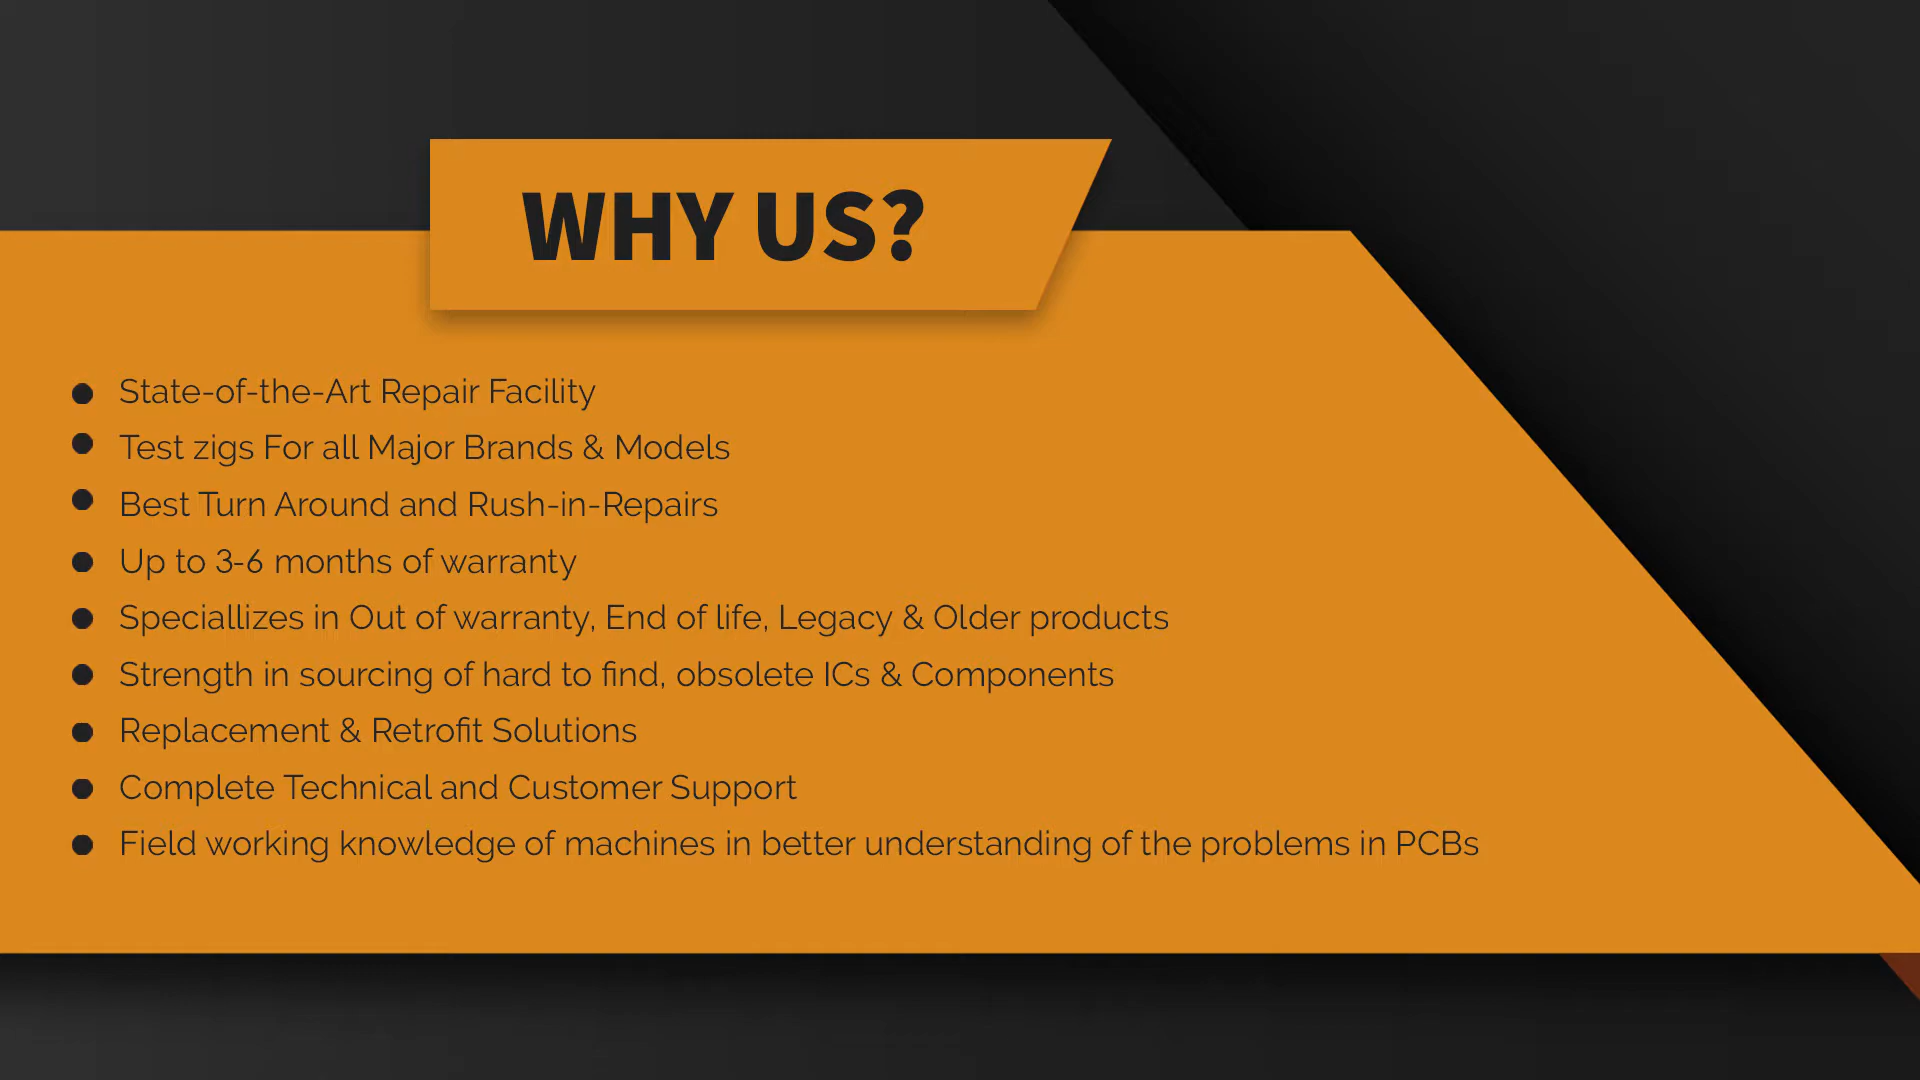 WHY US?
State-of-the-Art Repair Facility
Test zigs For all Major Brands & Models
Best Turn Around and Rush-in-Repairs
Up to 3-6 months of warranty
Speciallizes in Out of warranty, End of life, Legacy & Older products
Strength in sourcing of hard to find, obsolete ICs & Components
Replacement & Retrofit Solutions
Complete Technical and Customer Support
Field working knowledge of machines in better understanding of the problems in PCBs